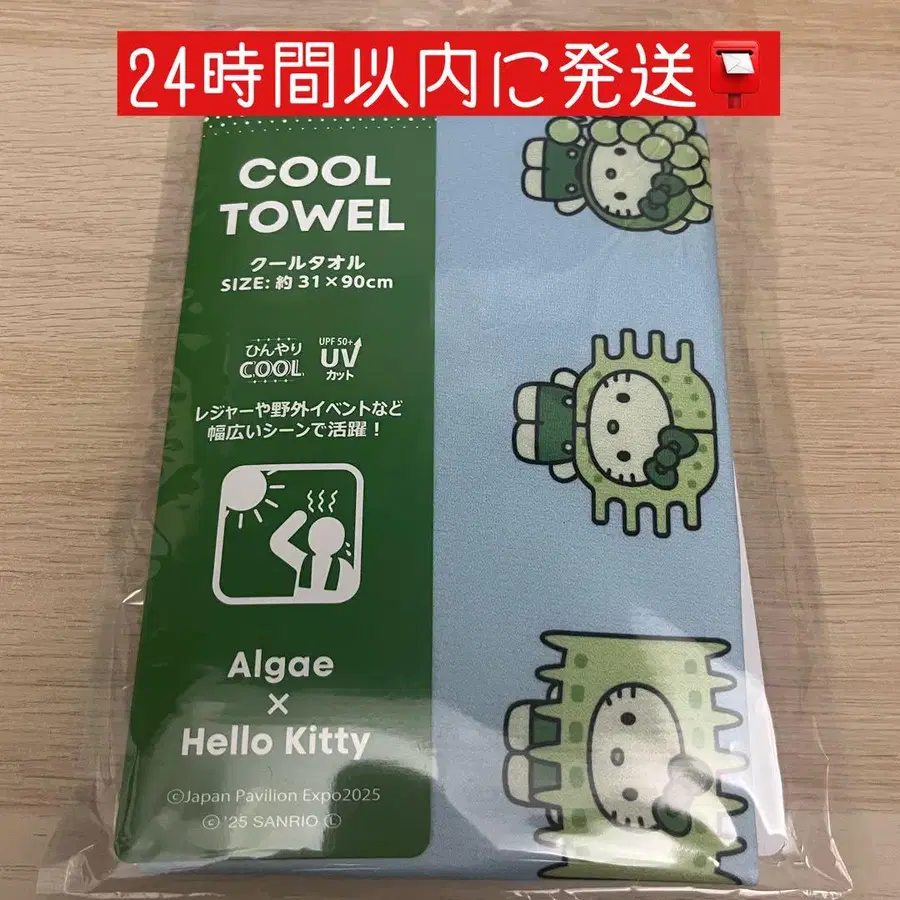 24時間以内に発送
COOL
TOWEL
クールタオル
SIZE: 約 31×90cm
ひんやり
COOL
UPF 50+
UV
カット
レジャーや野外イベントなど
幅広いシーンで活躍！
Algae
×
Hello Kitty
©Japan Pavilion Expo2025
© '25 SANRIO Ⓛ